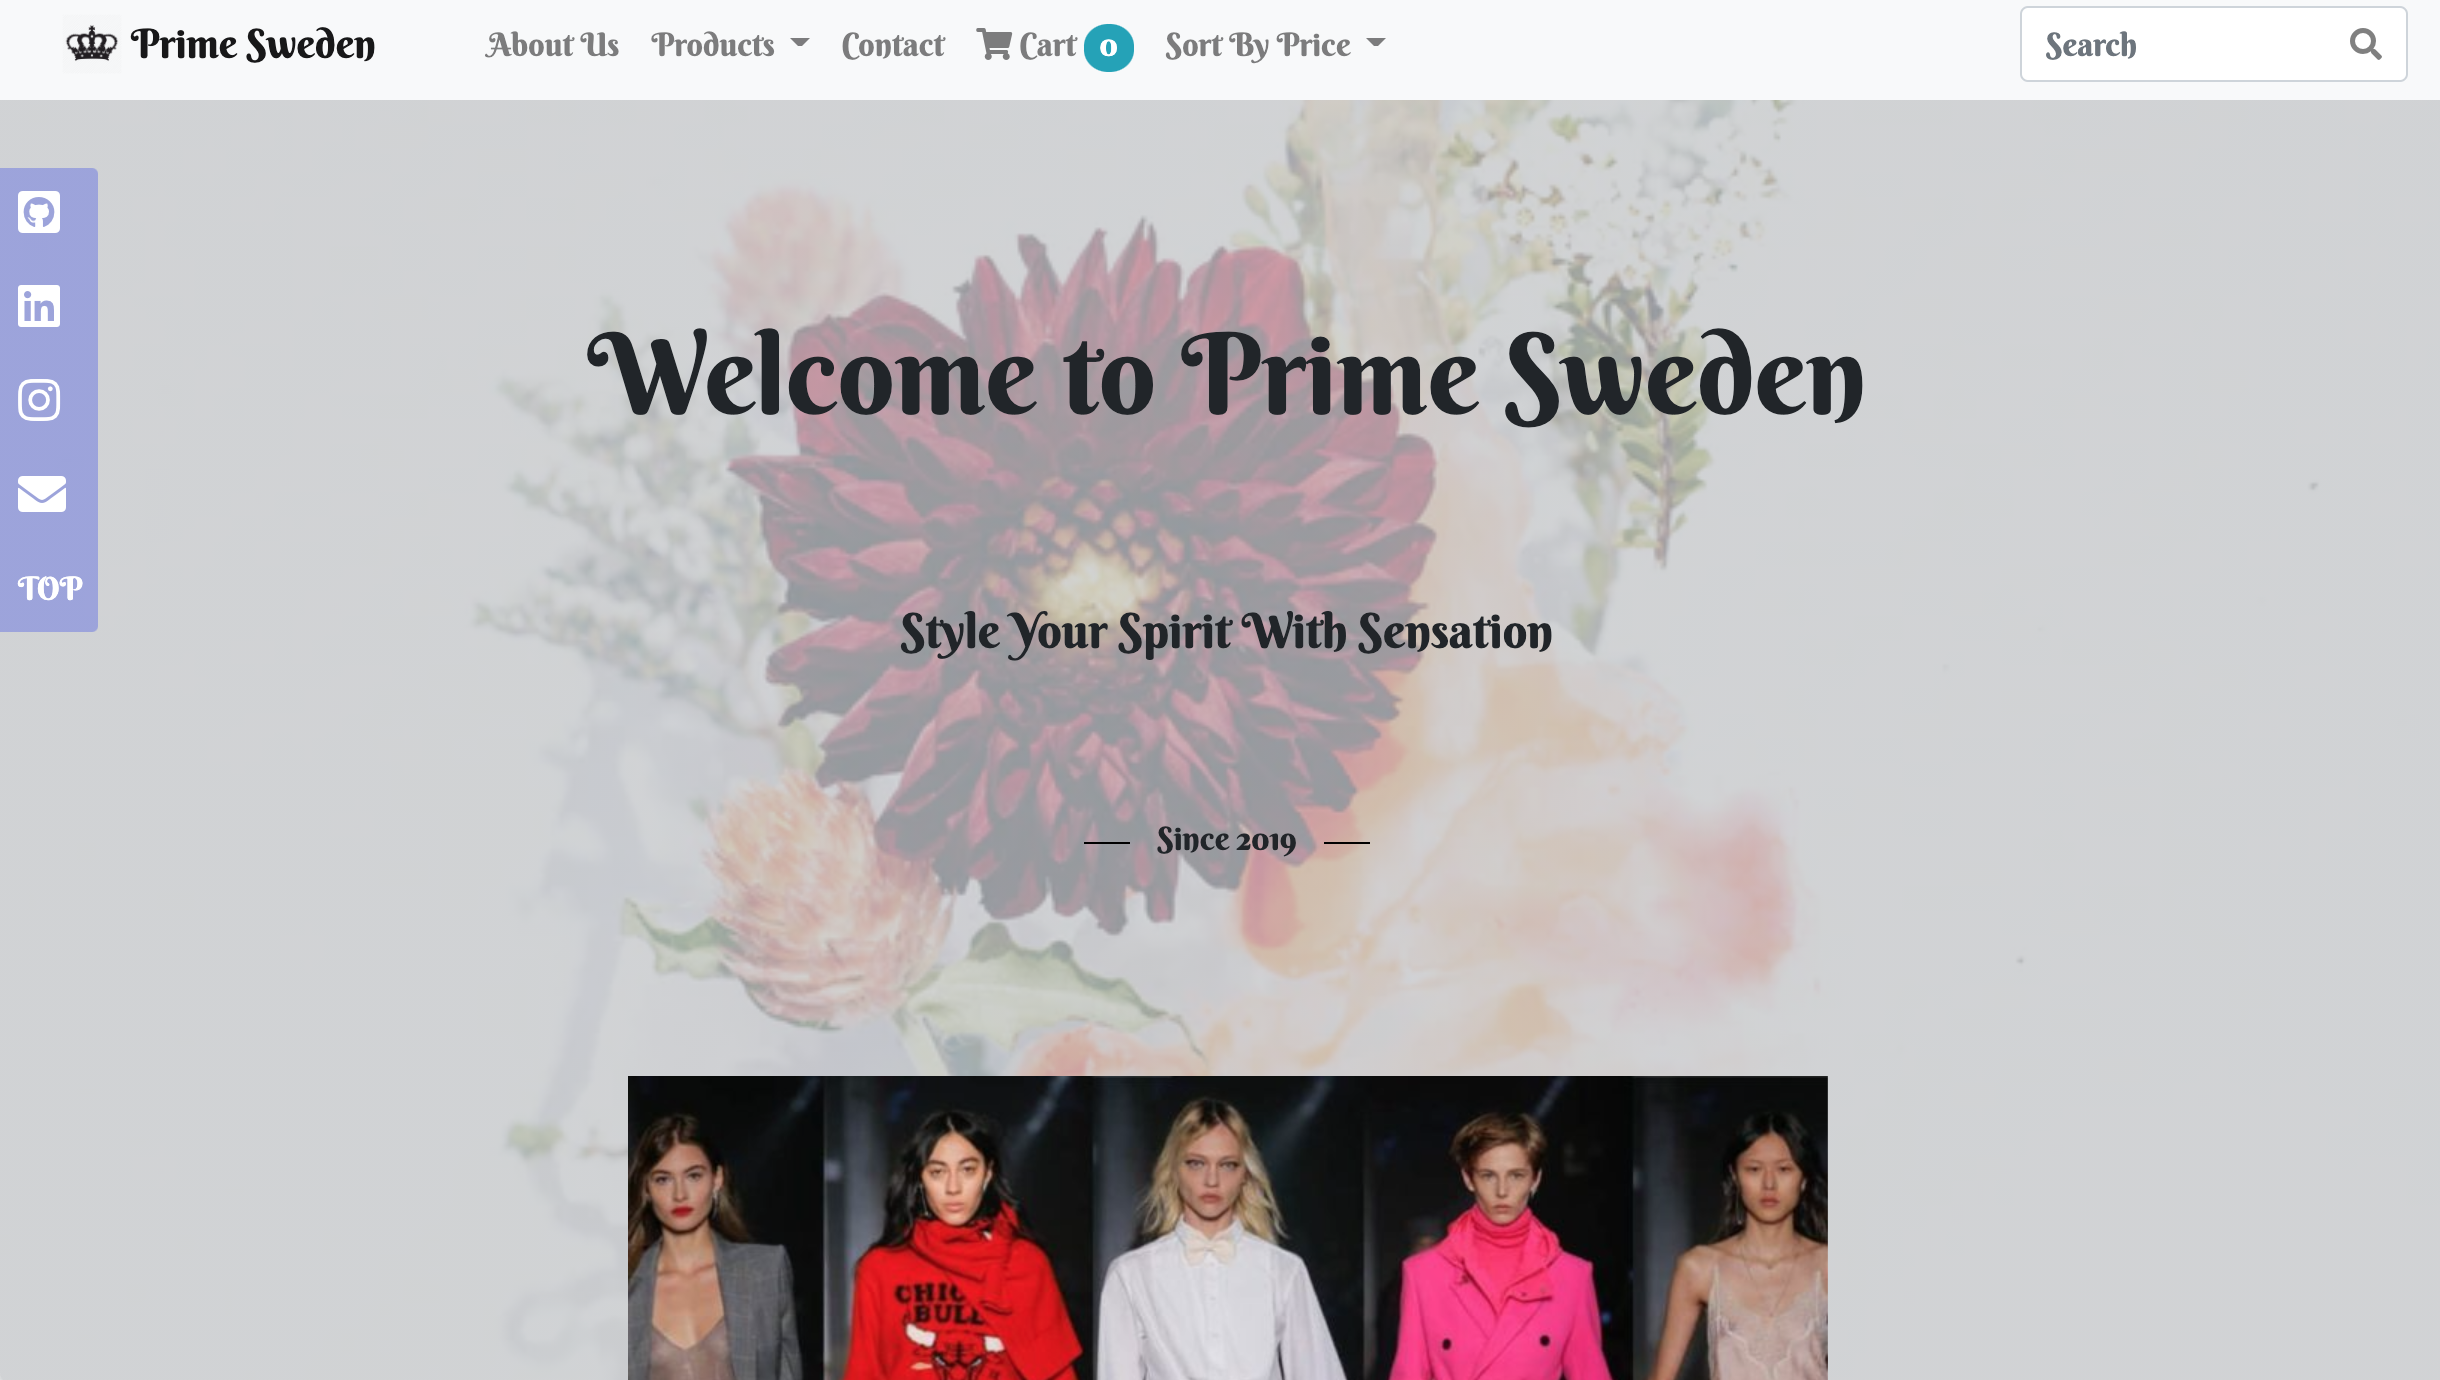 Prime Sweden
About Us
Products
Contact
Cart 0
Sort By Price
Search
TOP
Welcome to Prime Sweden
Style Your Spirit With Sensation
Since 2019
BULL